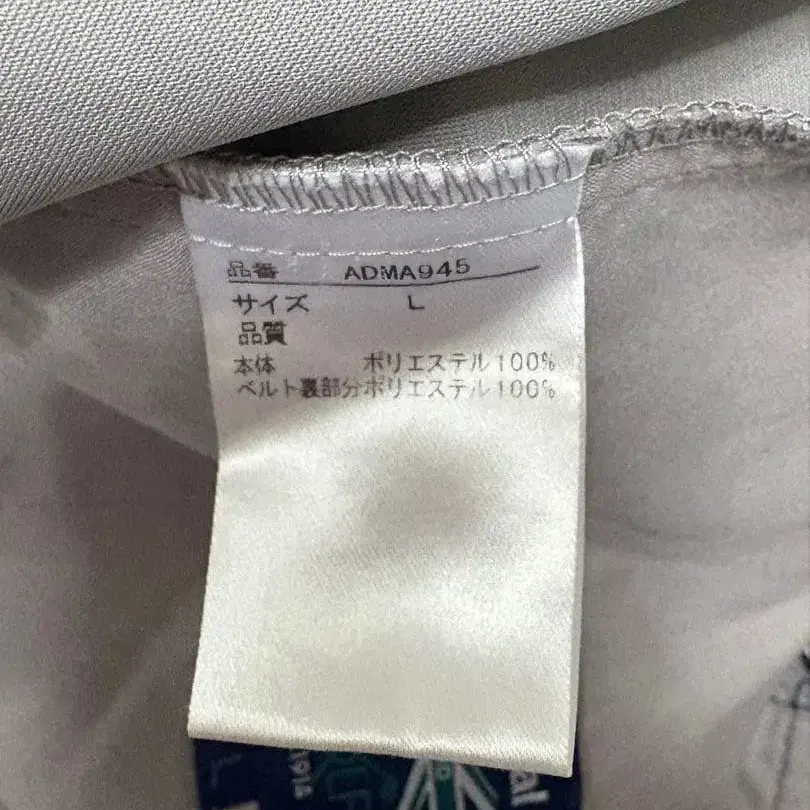 品番 ADMA945
サイズ L
品質
本体 ポリエステル100%
ベルト裏部分ポリエステル100%